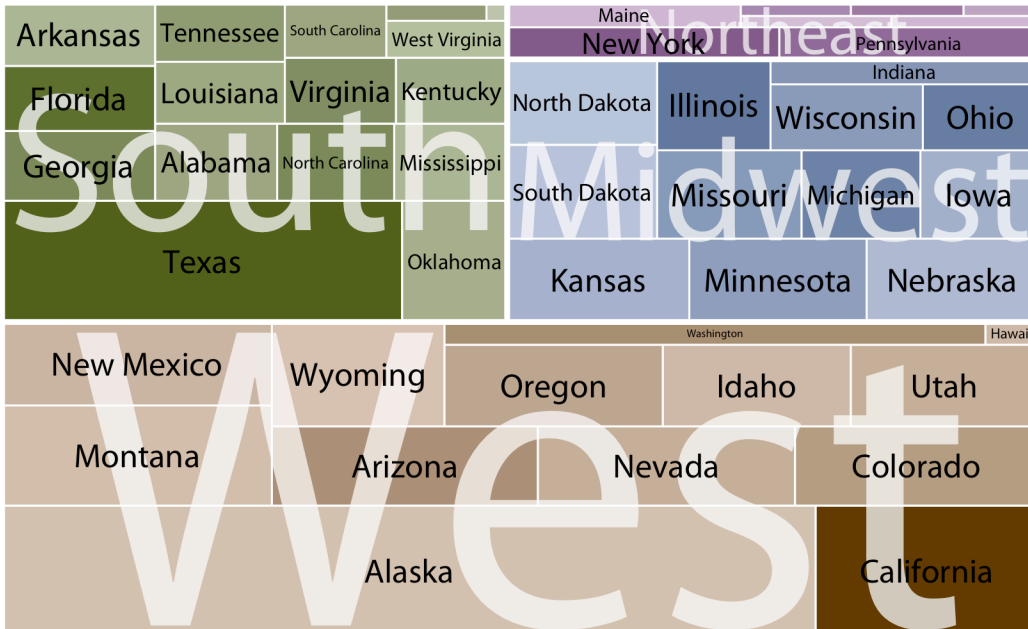 South
Arkansas
Tennessee
South Carolina
West Virginia
Florida
Louisiana
Virginia
Kentucky
Georgia
Alabama
North Carolina
Mississippi
Texas
Oklahoma
Northeast
Maine
New York
Pennsylvania
Midwest
North Dakota
Illinois
Indiana
Wisconsin
Ohio
South Dakota
Missouri
Michigan
Iowa
Kansas
Minnesota
Nebraska
West
New Mexico
Wyoming
Washington
Hawai
Oregon
Idaho
Utah
Montana
Arizona
Nevada
Colorado
Alaska
California